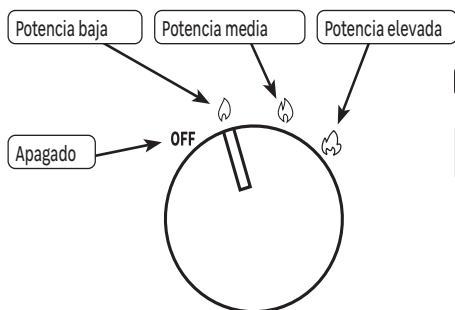 Potencia baja
Potencia media
Potencia elevada
Apagado
OFF